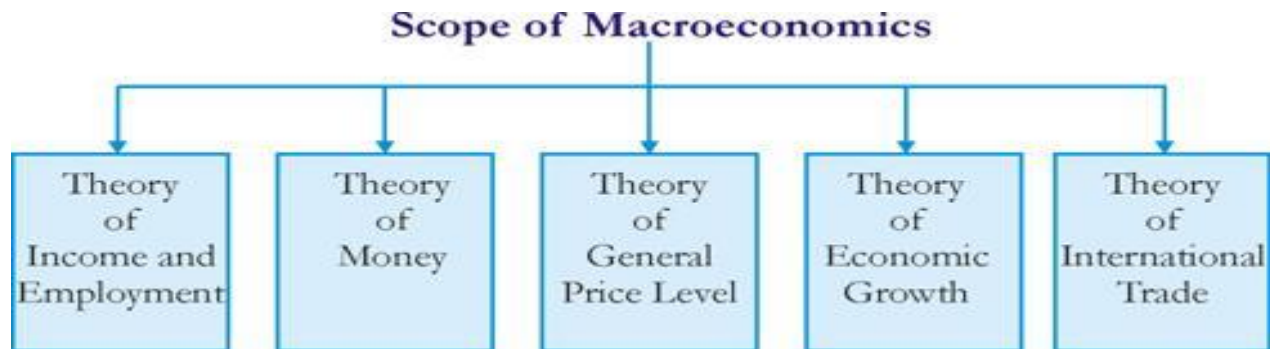 Scope of Macroeconomics
Theory
of
Income and
Employment
Theory
of
Money
Theory
of
General
Price Level
Theory
of
Economic
Growth
Theory
of
International
Trade